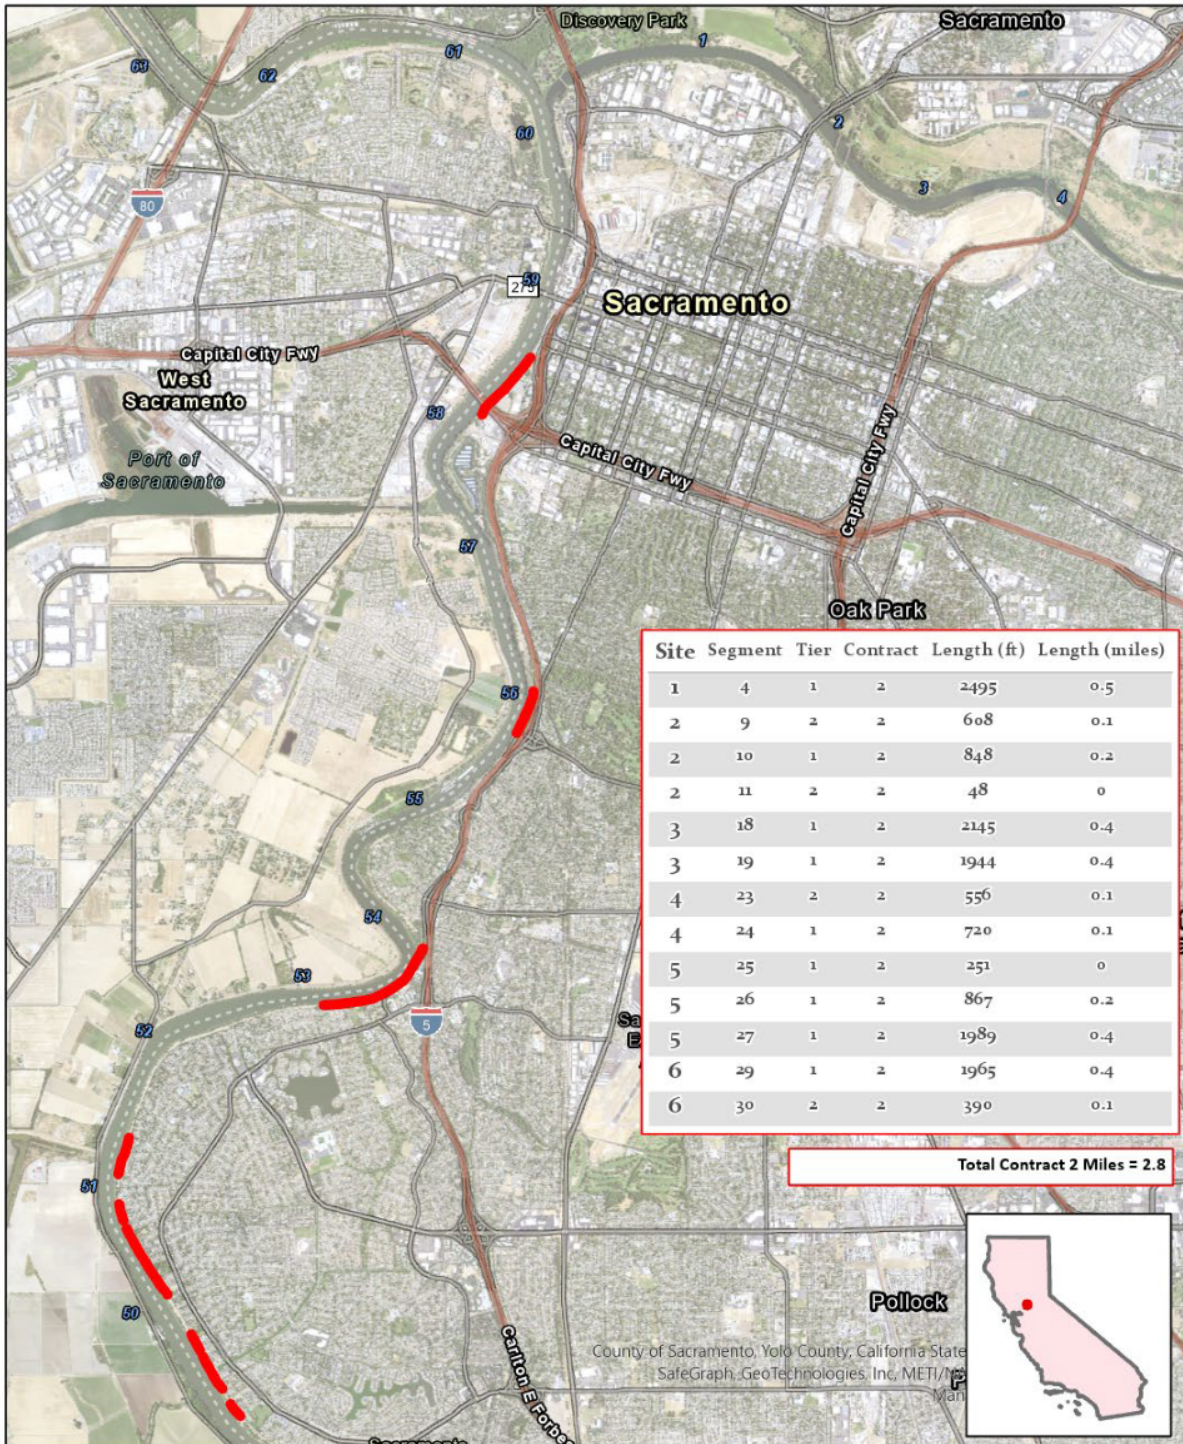 Discovery Park
Sacramento
1
61
62
63
60
2
3
4
80
59
275
Sacramento
Capital City Fwy
West
Sacramento
58
Port of
Sacramento
Capital City Fwy
Capital City Fwy
57
Oak Park
56
55
54
53
52
5
51
50
Site Segment Tier Contract Length (ft) Length (miles)
1 4 1 2 2495 0.5
2 9 2 2 608 0.1
2 10 1 2 848 0.2
2 11 2 2 48 0
3 18 1 2 2145 0.4
3 19 1 2 1944 0.4
4 23 2 2 556 0.1
4 24 1 2 720 0.1
5 25 1 2 251 0
5 26 1 2 867 0.2
5 27 1 2 1989 0.4
6 29 1 2 1965 0.4
6 30 2 2 390 0.1
Total Contract 2 Miles = 2.8
Pollock
Carlton E Forbes
County of Sacramento, Yolo County, California State
SafeGraph, GeoTechnologies, Inc, METI/NA
Man
Sacramento